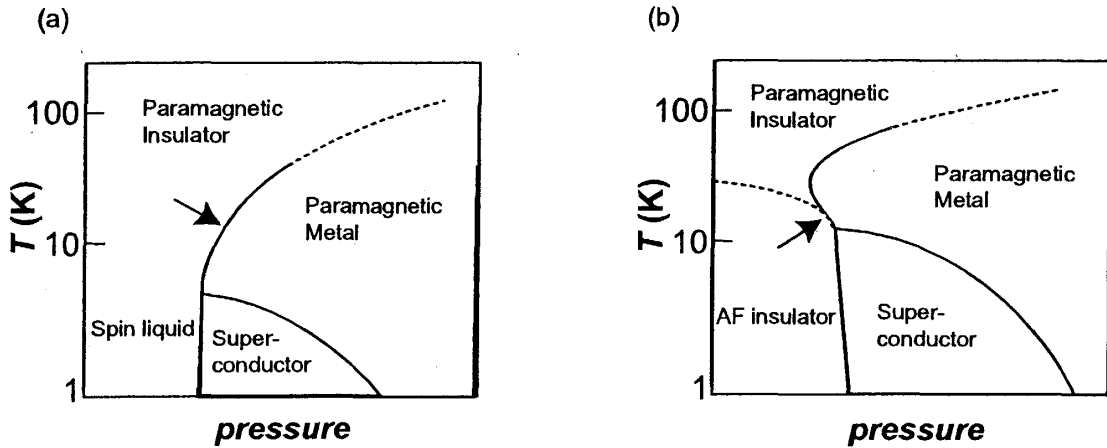 (a)
100
10
1
T (K)
Paramagnetic
Insulator
Paramagnetic
Metal
Spin liquid
Super-
conductor
pressure
(b)
100
10
1
T (K)
Paramagnetic
Insulator
Paramagnetic
Metal
AF insulator
Super-
conductor
pressure